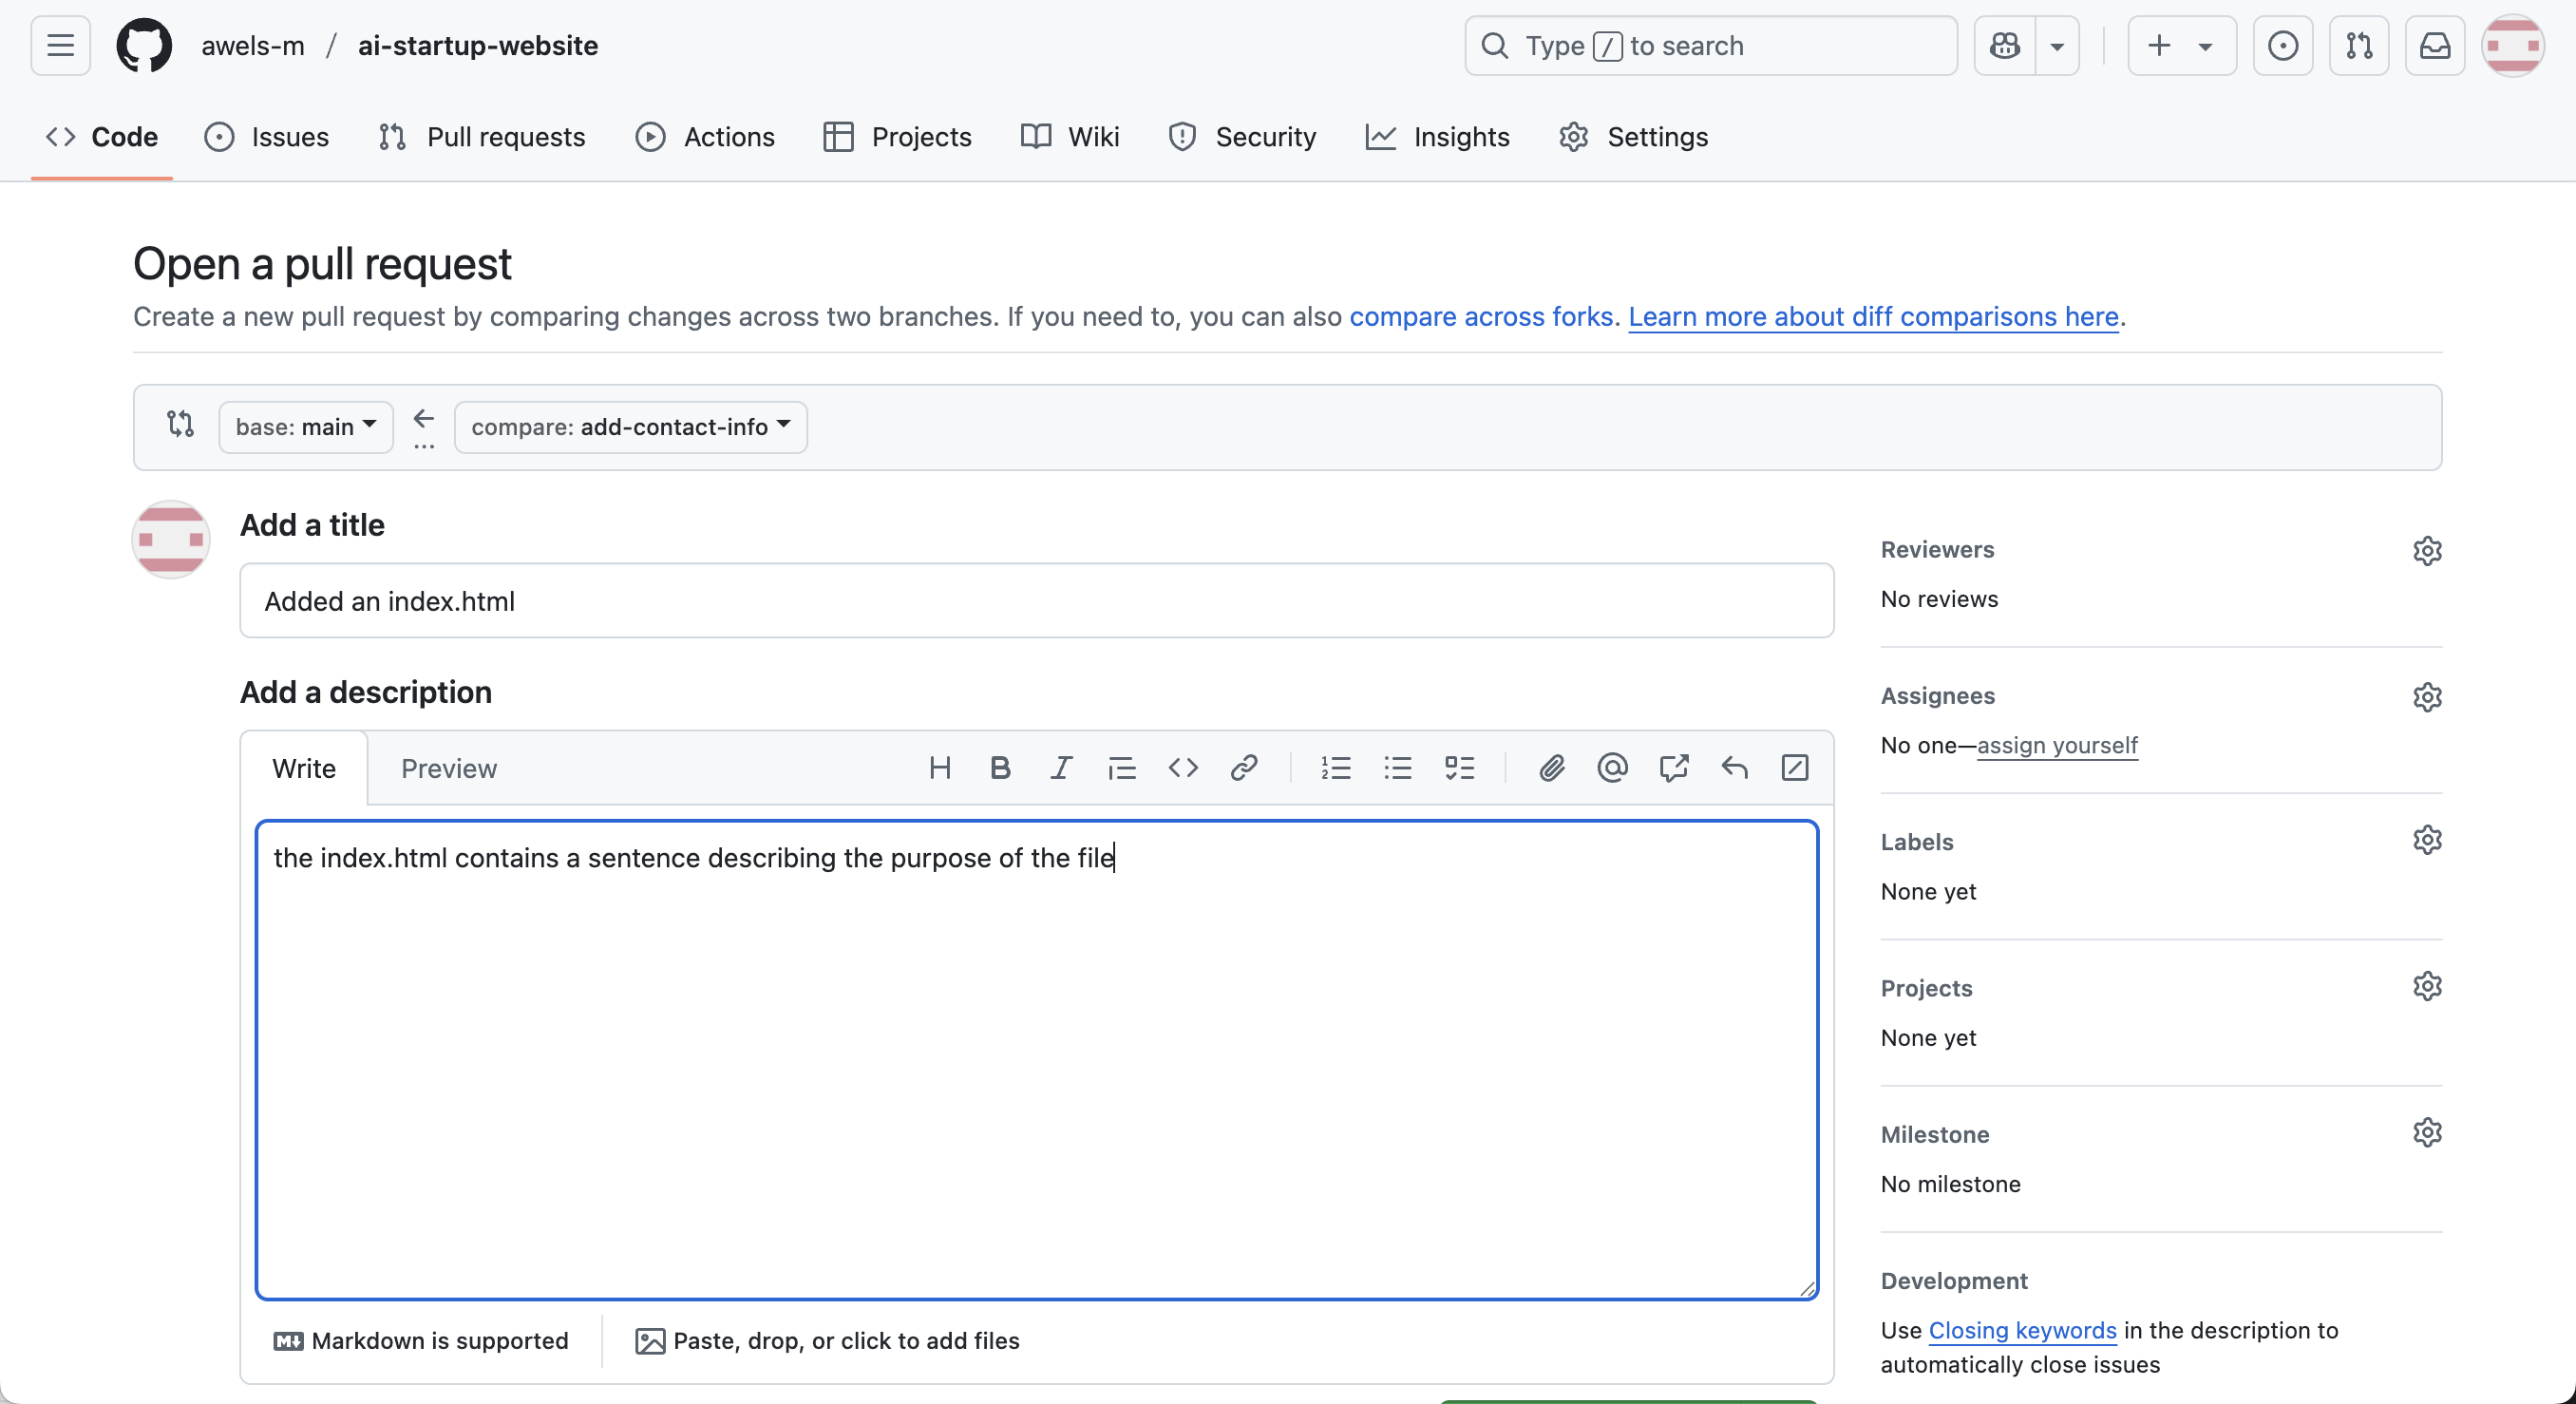 awels-m / ai-startup-website
Type / to search
Code Issues Pull requests Actions Projects Wiki Security Insights Settings
Open a pull request
Create a new pull request by comparing changes across two branches. If you need to, you can also compare across forks. Learn more about diff comparisons here.
base: main compare: add-contact-info
Add a title
Added an index.html
Add a description
Write Preview
the index.html contains a sentence describing the purpose of the file
Markdown is supported Paste, drop, or click to add files
Reviewers
No reviews
Assignees
No one—assign yourself
Labels
None yet
Projects
None yet
Milestone
No milestone
Development
Use Closing keywords in the description to
automatically close issues